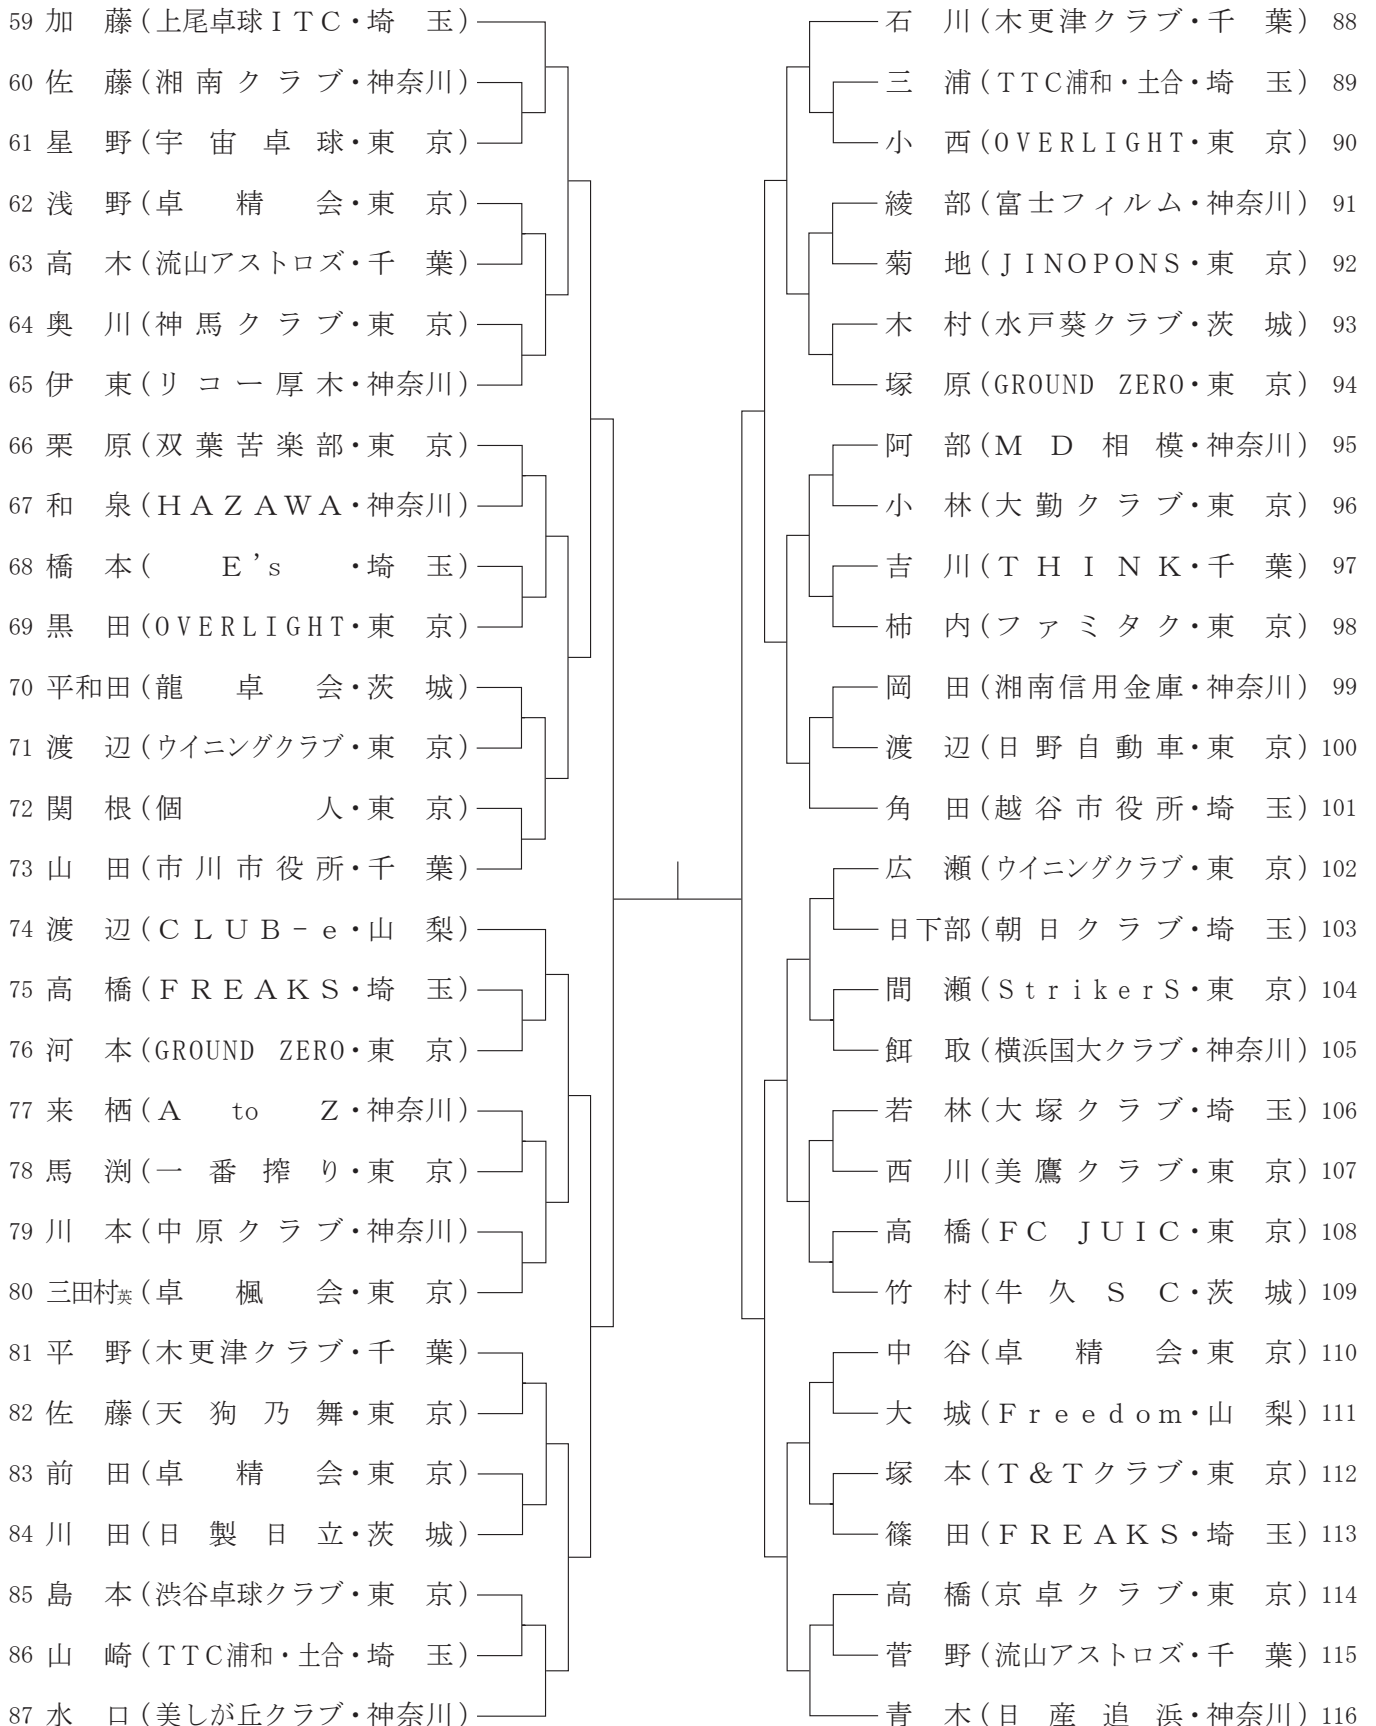 59 加 藤(上尾卓球ITC・埼 玉)
60 佐 藤(湘南クラブ・神奈川)
61 星 野(宇宙卓球・東 京)
62 浅 野(卓精会・東 京)
63 高 木(流山アストロズ・千 葉)
64 奥 川(神馬クラブ・東 京)
65 伊 東(リコー厚木・神奈川)
66 栗 原(双葉苦楽部・東 京)
67 和 泉(HAZAWA・神奈川)
68 橋 本(E's・埼 玉)
69 黒 田(OVERLIGHT・東 京)
70 平和田(龍卓会・茨 城)
71 渡 辺(ウイニングクラブ・東 京)
72 関 根(個人・東 京)
73 山 田(市川市役所・千 葉)
74 渡 辺(CLUB-e・山 梨)
75 高 橋(FREAKS・埼 玉)
76 河 本(GROUND ZERO・東 京)
77 来 栖(A to Z・神奈川)
78 馬 渕(一番搾り・東 京)
79 川 本(中原クラブ・神奈川)
80 三田村英(卓楓会・東 京)
81 平 野(木更津クラブ・千 葉)
82 佐 藤(天狗乃舞・東 京)
83 前 田(卓精会・東 京)
84 川 田(日製日立・茨 城)
85 島 本(渋谷卓球クラブ・東 京)
86 山 崎(TTC浦和・土合・埼 玉)
87 水 口(美しが丘クラブ・神奈川)
石 川(木更津クラブ・千 葉) 88
三 浦(TTC浦和・土合・埼 玉) 89
小 西(OVERLIGHT・東 京) 90
綾 部(富士フィルム・神奈川) 91
菊 地(JINOPONS・東 京) 92
木 村(水戸葵クラブ・茨 城) 93
塚 原(GROUND ZERO・東 京) 94
阿 部(MD相模・神奈川) 95
小 林(大勤クラブ・東 京) 96
吉 川(THINK・千 葉) 97
柿 内(ファミタク・東 京) 98
岡 田(湘南信用金庫・神奈川) 99
渡 辺(日野自動車・東 京) 100
角 田(越谷市役所・埼 玉) 101
広 瀬(ウイニングクラブ・東 京) 102
日下部(朝日クラブ・埼 玉) 103
間 瀬(StrikerS・東 京) 104
餌 取(横浜国大クラブ・神奈川) 105
若 林(大塚クラブ・埼 玉) 106
西 川(美鷹クラブ・東 京) 107
高 橋(FC JUIC・東 京) 108
竹 村(牛久SC・茨 城) 109
中 谷(卓精会・東 京) 110
大 城(Freedom・山 梨) 111
塚 本(T&Tクラブ・東 京) 112
篠 田(FREAKS・埼 玉) 113
高 橋(京卓クラブ・東 京) 114
菅 野(流山アストロズ・千 葉) 115
青 木(日産追浜・神奈川) 116